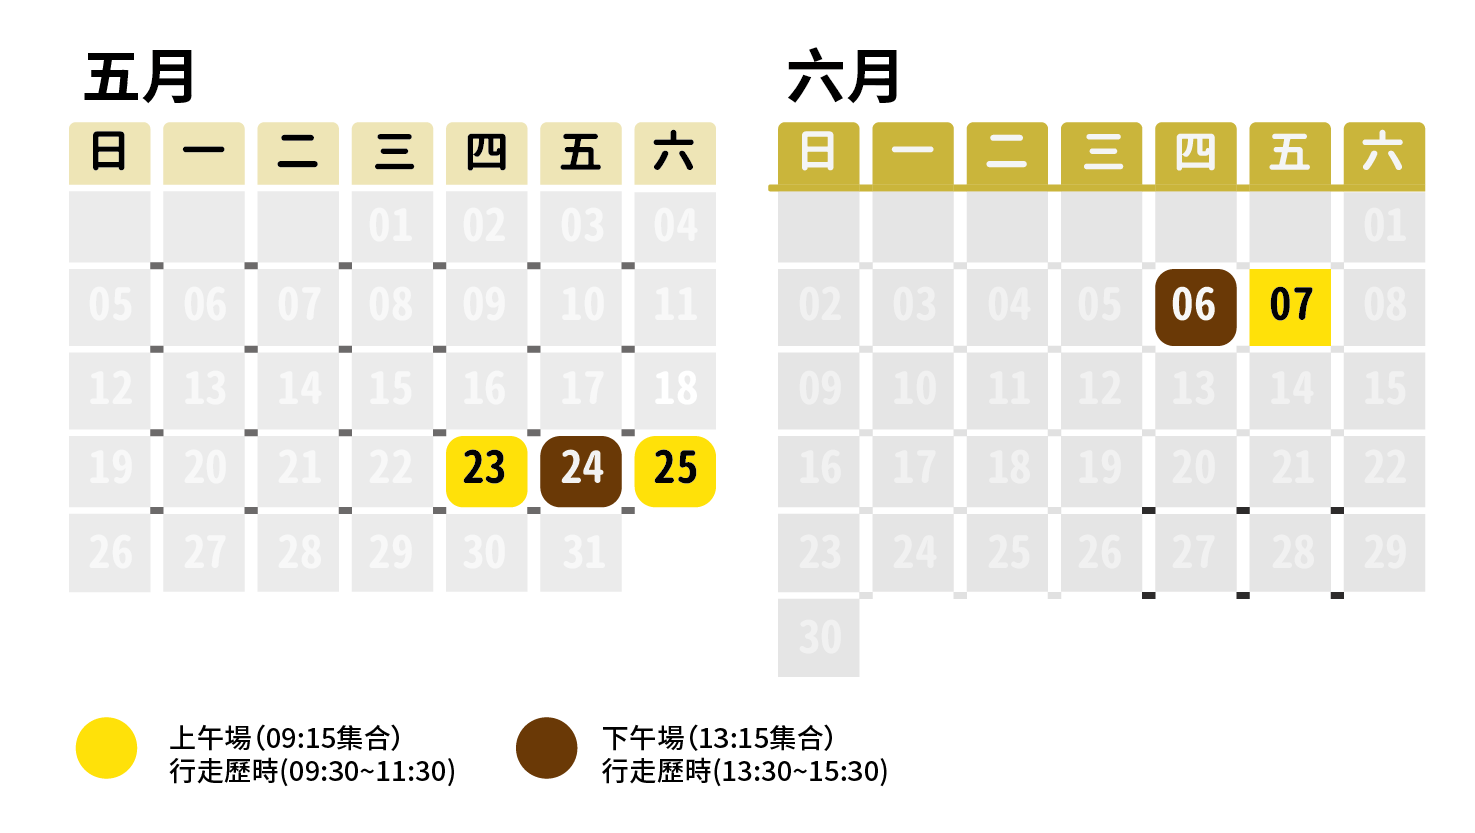 五月
日 一 二 三 四 五 六
01 02 03 04
05 06 07 08 09 10 11
12 13 14 15 16 17 18
19 20 21 22 23 24 25
26 27 28 29 30 31
六月
日 一 二 三 四 五 六
01
02 03 04 05 06 07 08
09 10 11 12 13 14 15
16 17 18 19 20 21 22
23 24 25 26 27 28 29
30
上午場（09:15集合）
行走歷時(09:30~11:30)
下午場（13:15集合）
行走歷時(13:30~15:30)